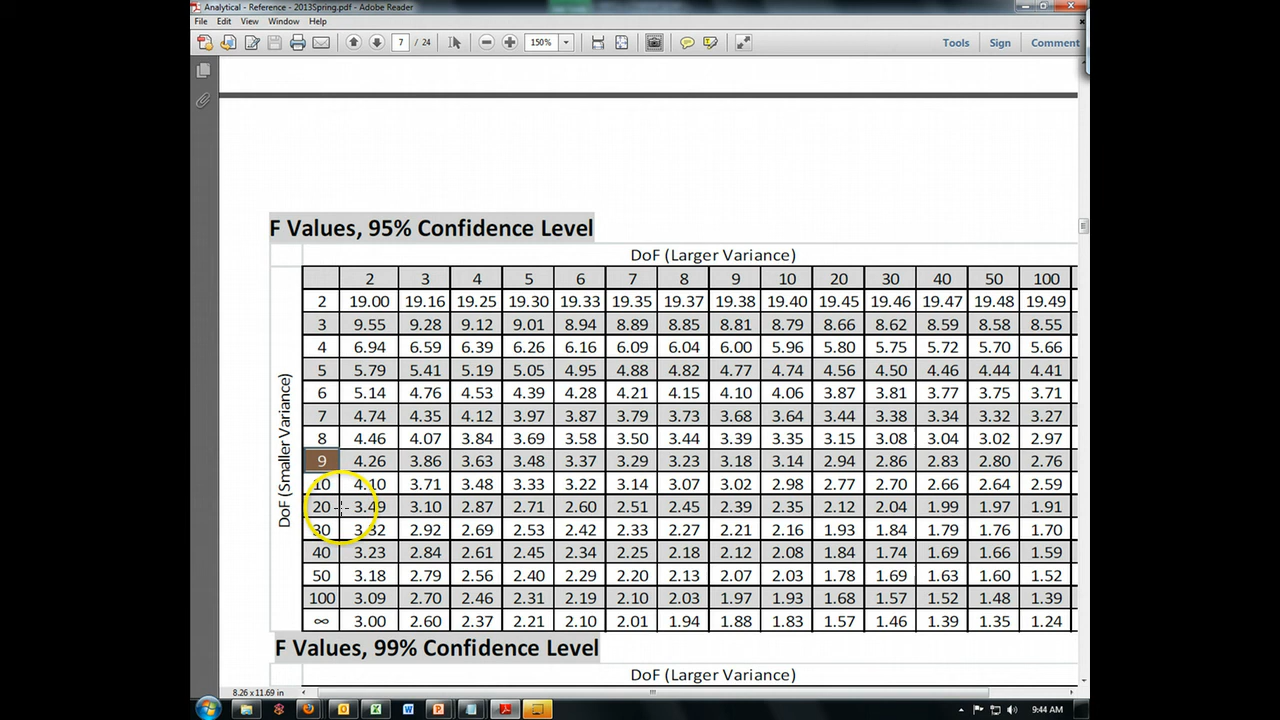 Analytical - Reference - 2013Spring.pdf - Adobe Reader
File Edit View Window Help
7 / 24 150% Tools Sign Comment
F Values, 95% Confidence Level
DoF (Larger Variance)
DoF (Smaller Variance)
2 3 4 5 6 7 8 9 10 20 30 40 50 100
2 19.00 19.16 19.25 19.30 19.33 19.35 19.37 19.38 19.40 19.45 19.46 19.47 19.48 19.49
3 9.55 9.28 9.12 9.01 8.94 8.89 8.85 8.81 8.79 8.66 8.62 8.59 8.58 8.55
4 6.94 6.59 6.39 6.26 6.16 6.09 6.04 6.00 5.96 5.80 5.75 5.72 5.70 5.66
5 5.79 5.41 5.19 5.05 4.95 4.88 4.82 4.77 4.74 4.56 4.50 4.46 4.44 4.41
6 5.14 4.76 4.53 4.39 4.28 4.21 4.15 4.10 4.06 3.87 3.81 3.77 3.75 3.71
7 4.74 4.35 4.12 3.97 3.87 3.79 3.73 3.68 3.64 3.44 3.38 3.34 3.32 3.27
8 4.46 4.07 3.84 3.69 3.58 3.50 3.44 3.39 3.35 3.15 3.08 3.04 3.02 2.97
9 4.26 3.86 3.63 3.48 3.37 3.29 3.23 3.18 3.14 2.94 2.86 2.83 2.80 2.76
10 4.10 3.71 3.48 3.33 3.22 3.14 3.07 3.02 2.98 2.77 2.70 2.66 2.64 2.59
20 3.49 3.10 2.87 2.71 2.60 2.51 2.45 2.39 2.35 2.12 2.04 1.99 1.97 1.91
30 3.32 2.92 2.69 2.53 2.42 2.33 2.27 2.21 2.16 1.93 1.84 1.79 1.76 1.70
40 3.23 2.84 2.61 2.45 2.34 2.25 2.18 2.12 2.08 1.84 1.74 1.69 1.66 1.59
50 3.18 2.79 2.56 2.40 2.29 2.20 2.13 2.07 2.03 1.78 1.69 1.63 1.60 1.52
100 3.09 2.70 2.46 2.31 2.19 2.10 2.03 1.97 1.93 1.68 1.57 1.52 1.48 1.39
∞ 3.00 2.60 2.37 2.21 2.10 2.01 1.94 1.88 1.83 1.57 1.46 1.39 1.35 1.24
F Values, 99% Confidence Level
DoF (Larger Variance)
8.26 x 11.69 in
9:44 AM